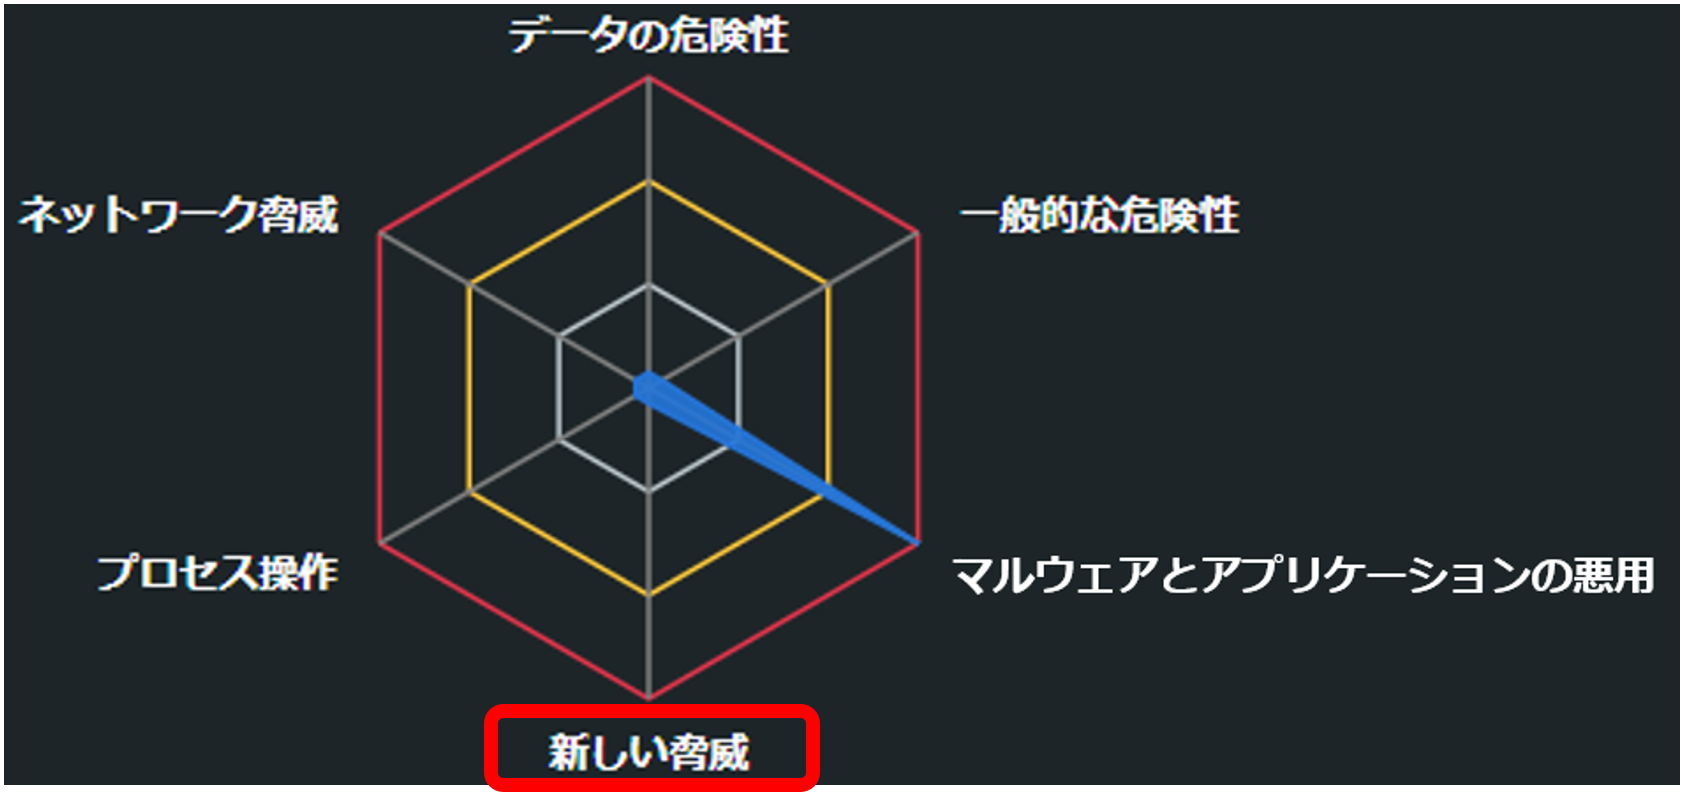 データの危険性
ネットワーク脅威
一般的な危険性
プロセス操作
マルウェアとアプリケーションの悪用
新しい脅威